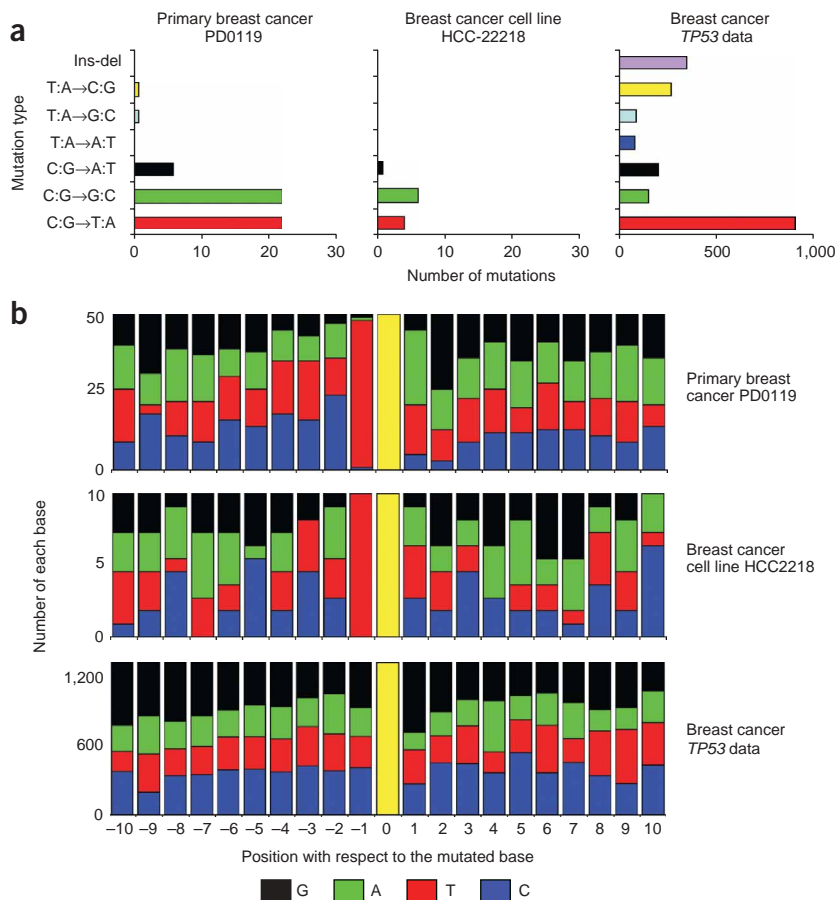 a
Primary breast cancer
PD0119
Breast cancer cell line
HCC-22218
Breast cancer
TP53 data
Mutation type
Ins-del
T:A→C:G
T:A→G:C
T:A→A:T
C:G→A:T
C:G→G:C
C:G→T:A
0 10 20 30
0 10 20 30
0 500 1,000
Number of mutations
b
Number of each base
50
25
0
Primary breast
cancer PD0119
10
5
0
Breast cancer
cell line HCC2218
1,200
600
0
Breast cancer
TP53 data
–10 –9 –8 –7 –6 –5 –4 –3 –2 –1 0 1 2 3 4 5 6 7 8 9 10
Position with respect to the mutated base
G A T C